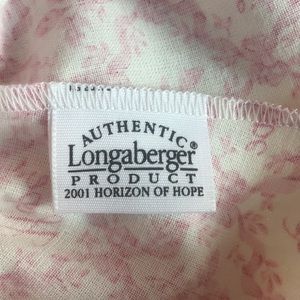 AUTHENTIC
Longaberger®
PRODUCT
2001 HORIZON OF HOPE